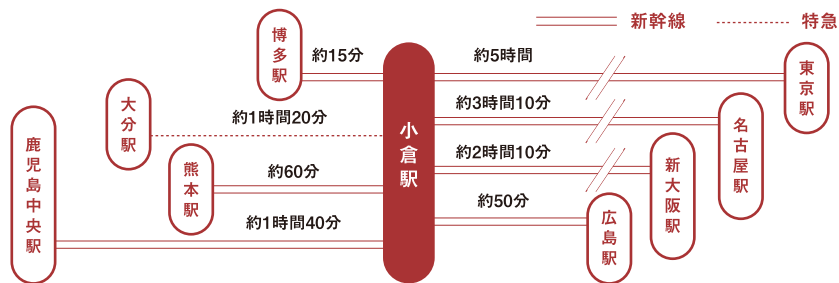 新幹線
特急
博多駅
約15分
大分駅
約1時間20分
熊本駅
約60分
鹿児島中央駅
約1時間40分
小倉駅
約5時間
東京駅
約3時間10分
名古屋駅
約2時間10分
新大阪駅
約50分
広島駅